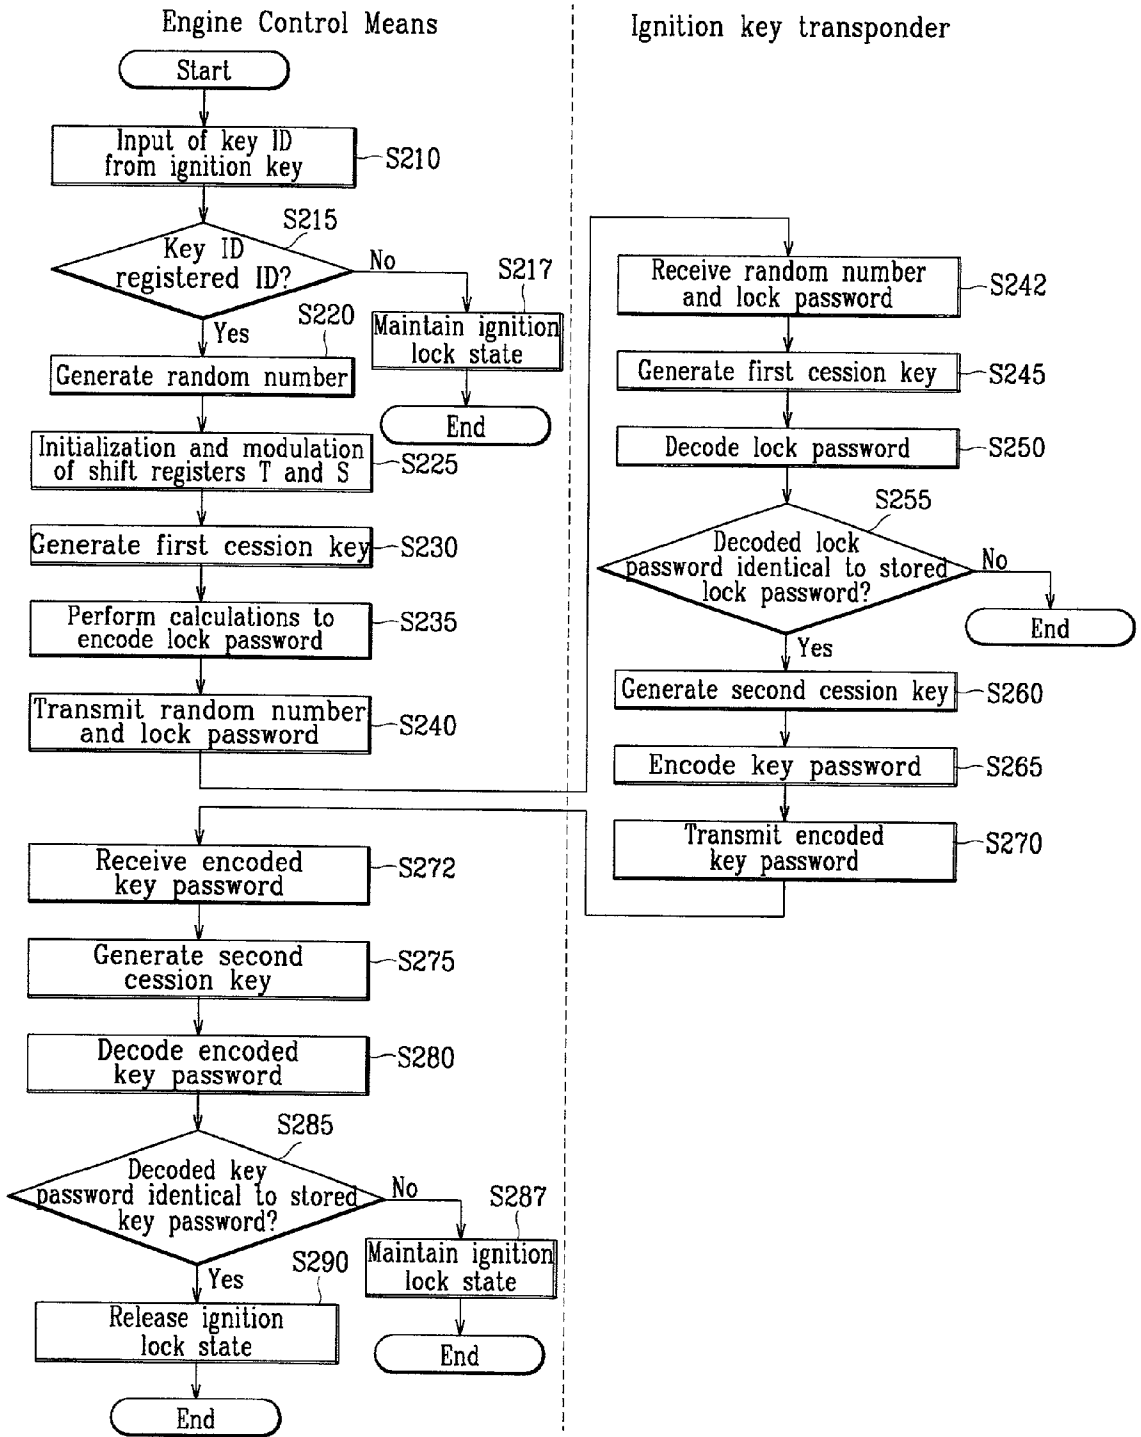 Engine Control Means
Start
Input of key ID
from ignition key
S210
S215
Key ID
registered ID?
No
S217
Maintain ignition
lock state
End
Yes
S220
Generate random number
Initialization and modulation
of shift registers T and S
S225
Generate first cession key
S230
Perform calculations to
encode lock password
S235
Transmit random number
and lock password
S240
Ignition key transponder
Receive random number
and lock password
S242
Generate first cession key
S245
Decode lock password
S250
S255
Decoded lock
password identical to stored
lock password?
No
End
Yes
Generate second cession key
S260
Encode key password
S265
Transmit encoded
key password
S270
Receive encoded
key password
S272
Generate second
cession key
S275
Decode encoded
key password
S280
S285
Decoded key
password identical to stored
key password?
No
S287
Maintain ignition
lock state
End
Yes
S290
Release ignition
lock state
End